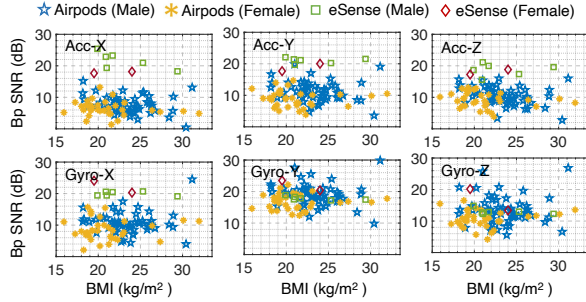 Airpods (Male) Airpods (Female) eSense (Male) eSense (Female)
Bp SNR (dB)
30
20
10
Acc-X
15 20 25 30
30
20
10
Acc-Y
15 20 25 30
30
20
10
Acc-Z
15 20 25 30
Bp SNR (dB)
30
20
10
Gyro-X
15 20 25 30
BMI (kg/m²)
30
20
10
Gyro-Y
15 20 25 30
BMI (kg/m²)
30
20
10
Gyro-Z
15 20 25 30
BMI (kg/m²)